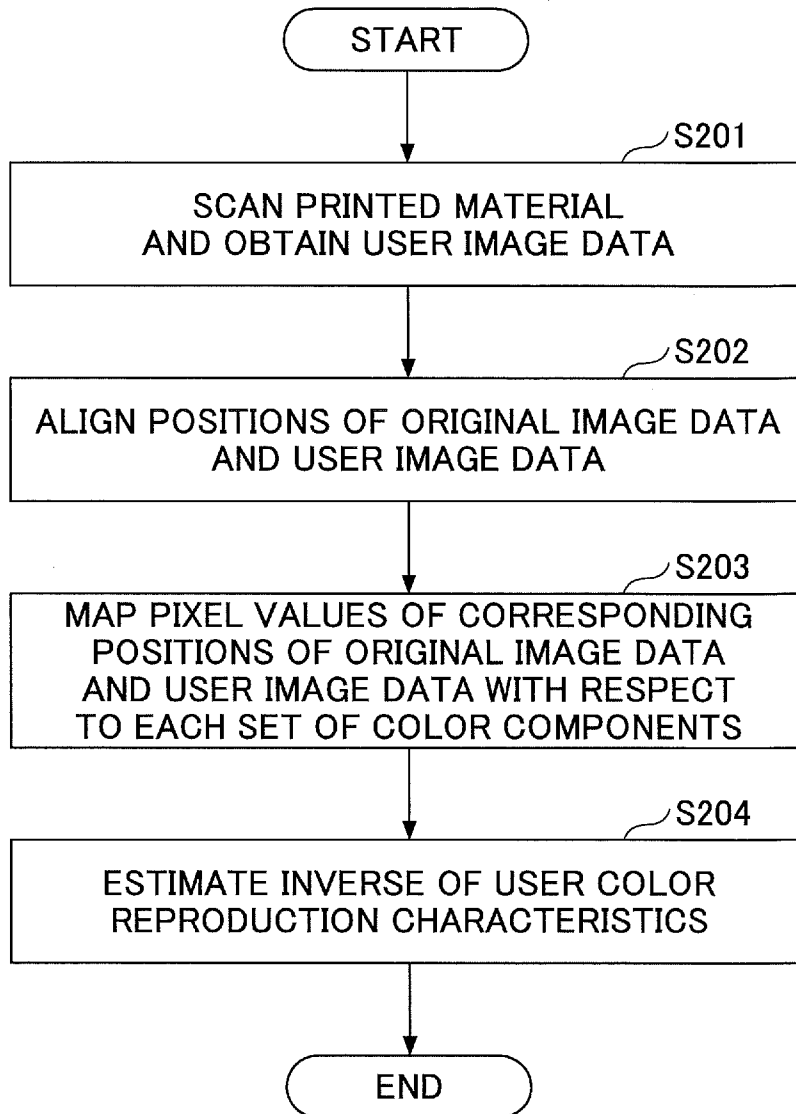 START
S201
SCAN PRINTED MATERIAL
AND OBTAIN USER IMAGE DATA
S202
ALIGN POSITIONS OF ORIGINAL IMAGE DATA
AND USER IMAGE DATA
S203
MAP PIXEL VALUES OF CORRESPONDING
POSITIONS OF ORIGINAL IMAGE DATA
AND USER IMAGE DATA WITH RESPECT
TO EACH SET OF COLOR COMPONENTS
S204
ESTIMATE INVERSE OF USER COLOR
REPRODUCTION CHARACTERISTICS
END